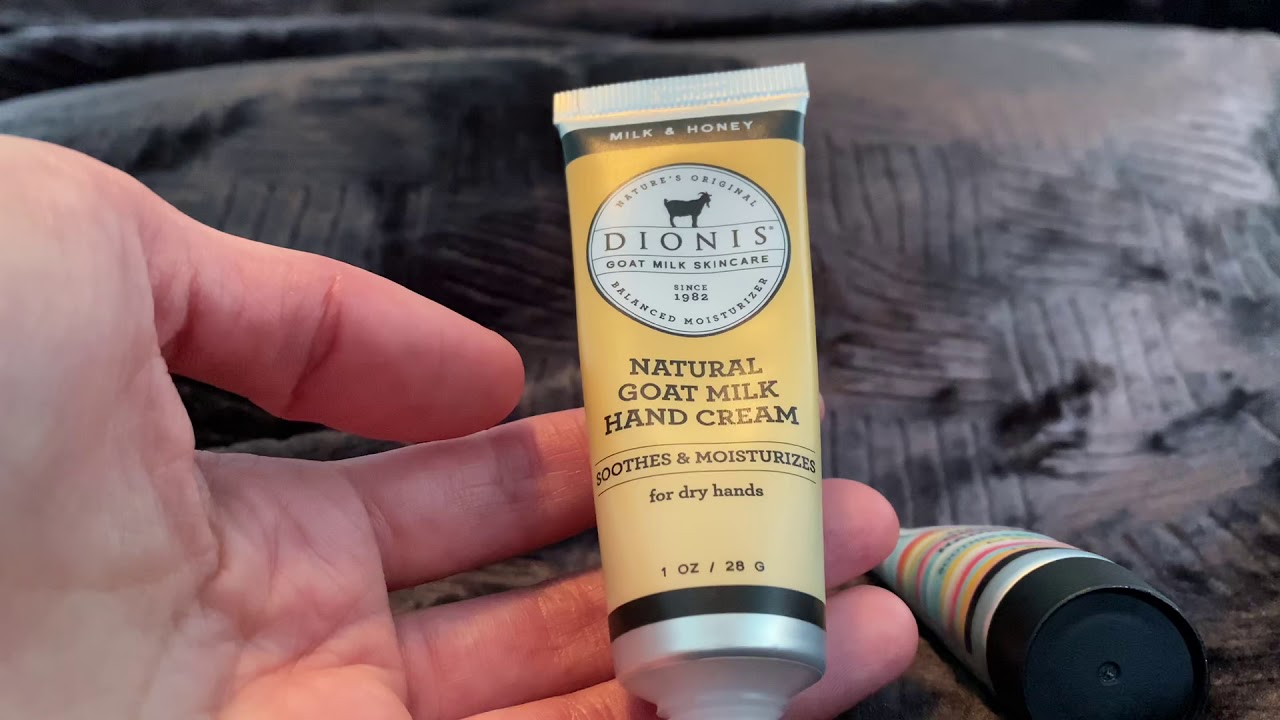 MILK & HONEY
NATURE'S ORIGINAL
DIONIS®
GOAT MILK SKINCARE
SINCE
1982
BALANCED MOISTURIZER
NATURAL
GOAT MILK
HAND CREAM
SOOTHES & MOISTURIZES
for dry hands
1 OZ / 28 G